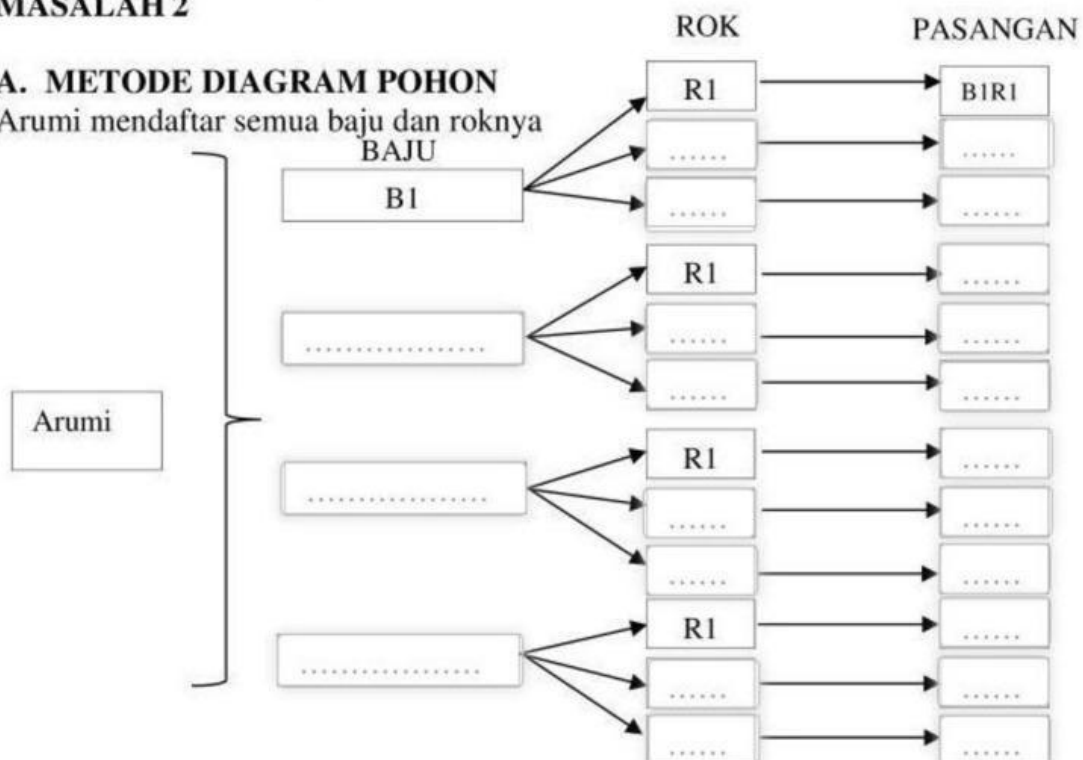 MASALAH 2
ROK
PASANGAN
A. METODE DIAGRAM POHON
Arumi mendaftar semua baju dan roknya
BAJU
B1
R1
B1R1
......
......
......
......
..................
R1
......
......
......
......
......
Arumi
..................
R1
......
......
......
......
......
..................
R1
......
......
......
......
......